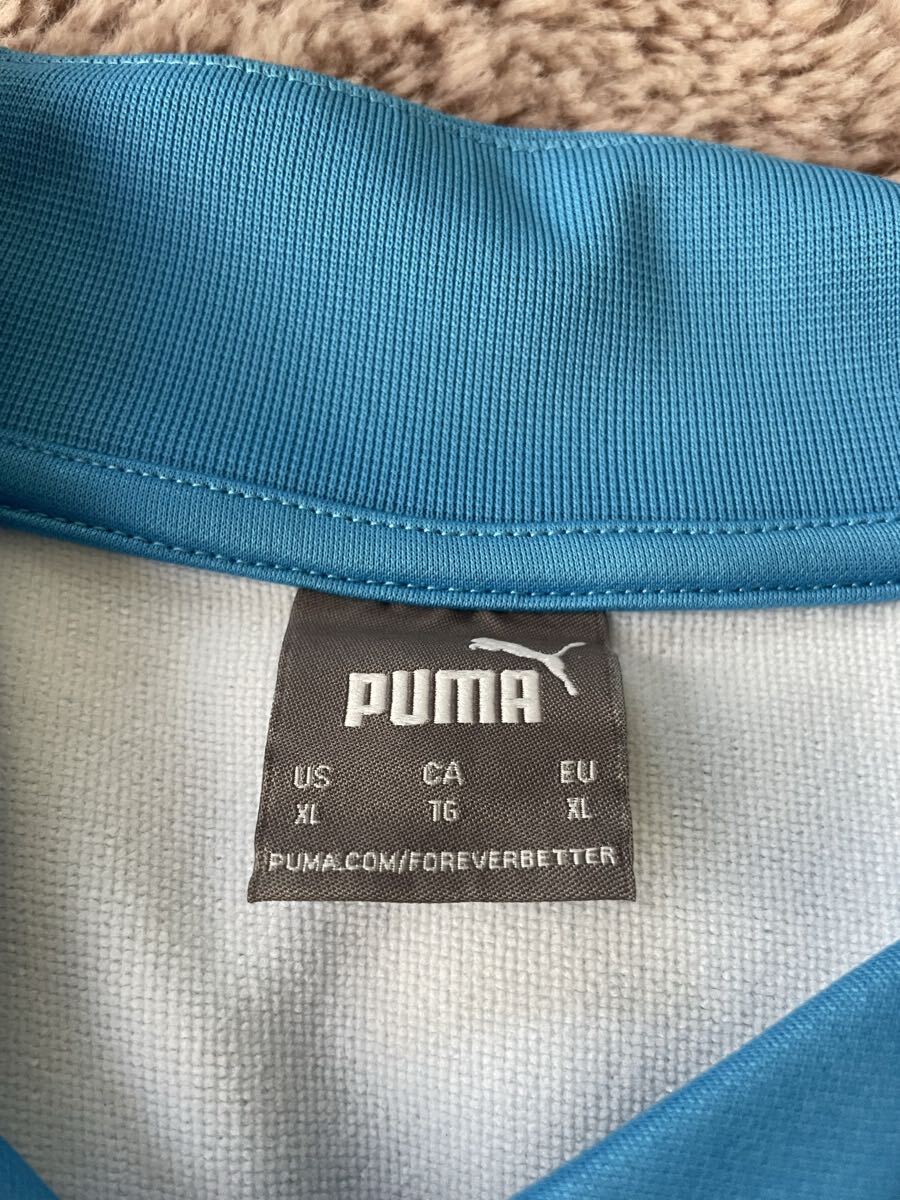 PUMA
US CA EU
XL TG XL
PUMA.COM/FOREVERBETTER